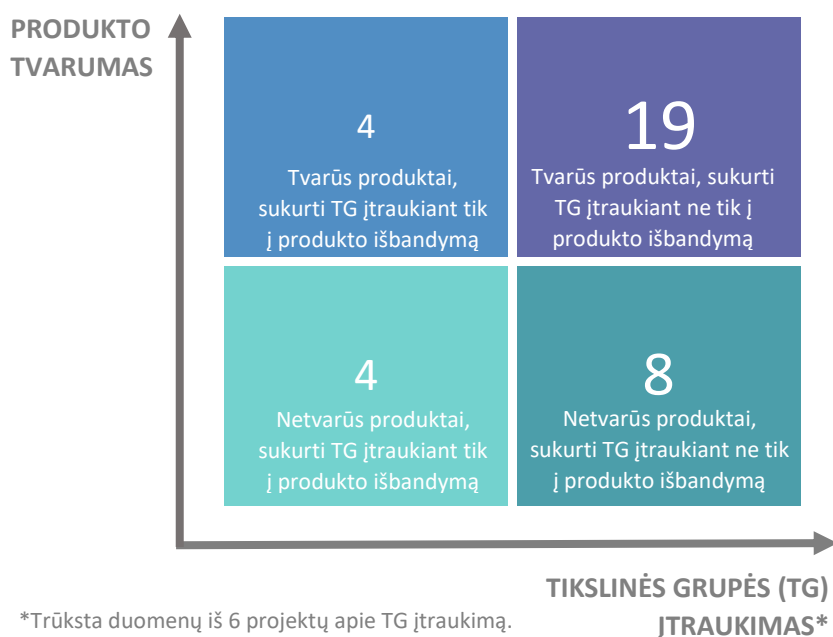 PRODUKTO
TVARUMAS
4
Tvarūs produktai,
sukurti TG įtraukiant tik
į produkto išbandymą
19
Tvarūs produktai, sukurti
TG įtraukiant ne tik į
produkto išbandymą
4
Netvarūs produktai,
sukurti TG įtraukiant tik
į produkto išbandymą
8
Netvarūs produktai,
sukurti TG įtraukiant ne tik
į produkto išbandymą
TIKSLINĖS GRUPĖS (TG)
ĮTRAUKIMAS*
*Trūksta duomenų iš 6 projektų apie TG įtraukimą.